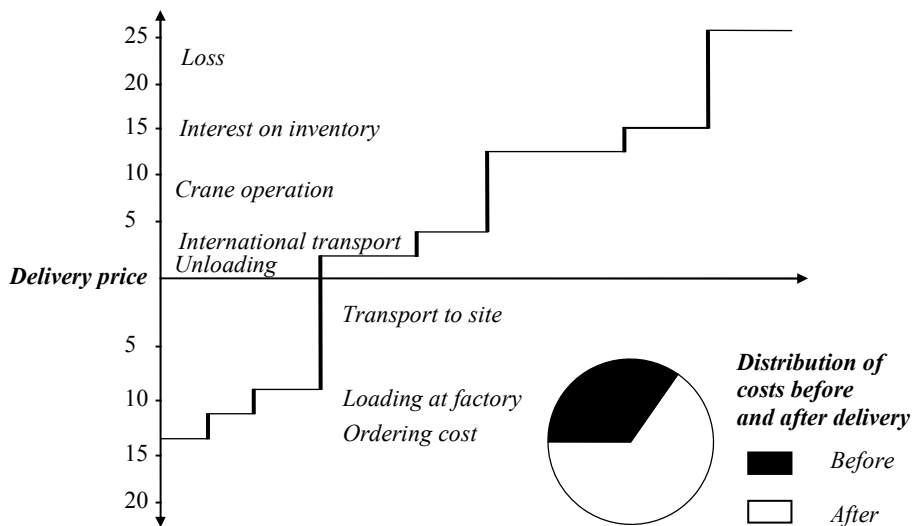 25
Loss
20
15
Interest on inventory
10
Crane operation
5
International transport
Unloading
Delivery price
Transport to site
5
10
Loading at factory
Ordering cost
15
20
Distribution of
costs before
and after delivery
Before
After